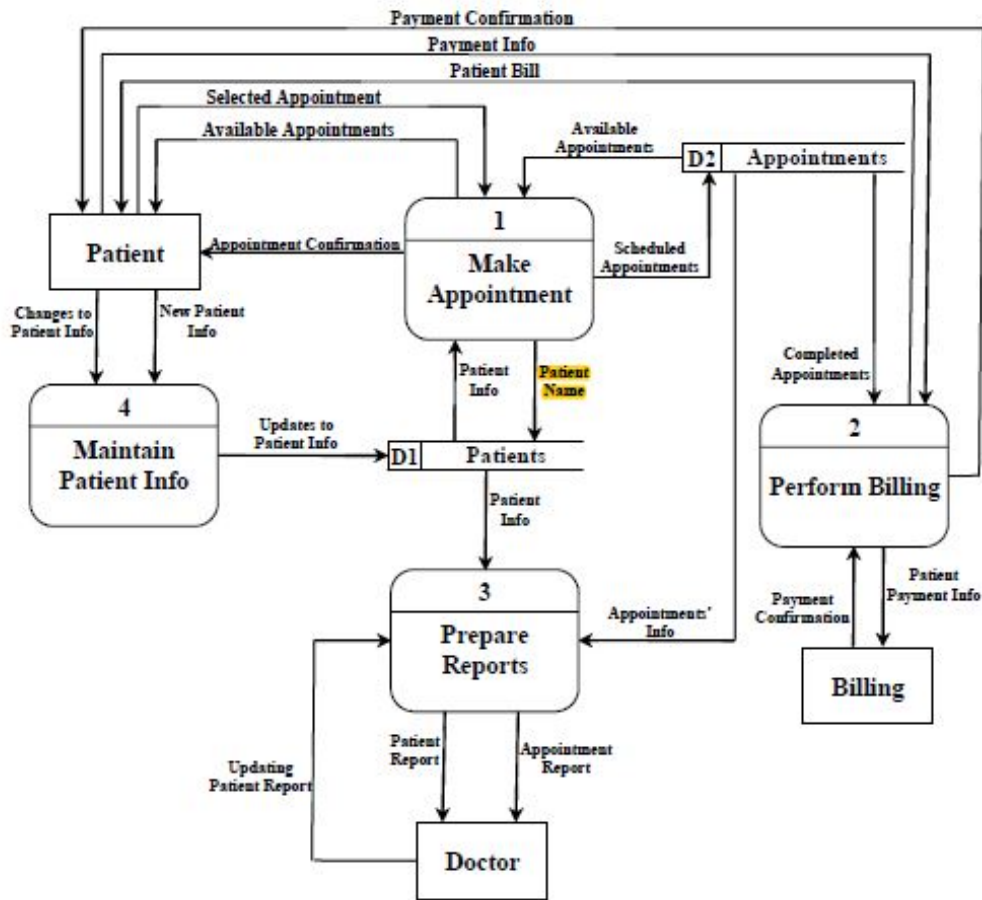 Payment Confirmation
Payment Info
Patient Bill
Selected Appointment
Available Appointments
Available
Appointments
D2
Appointments
1
Make
Appointment
Patient
Appointment Confirmation
Scheduled
Appointments
Changes to
Patient Info
New Patient
Info
Patient
Info
Patient
Name
Completed
Appointments
4
Maintain
Patient Info
Updates to
Patient Info
D1
Patients
2
Perform Billing
Patient
Info
3
Prepare
Reports
Appointments'
Info
Payment
Confirmation
Patient
Payment Info
Billing
Updating
Patient Report
Patient
Report
Appointment
Report
Doctor